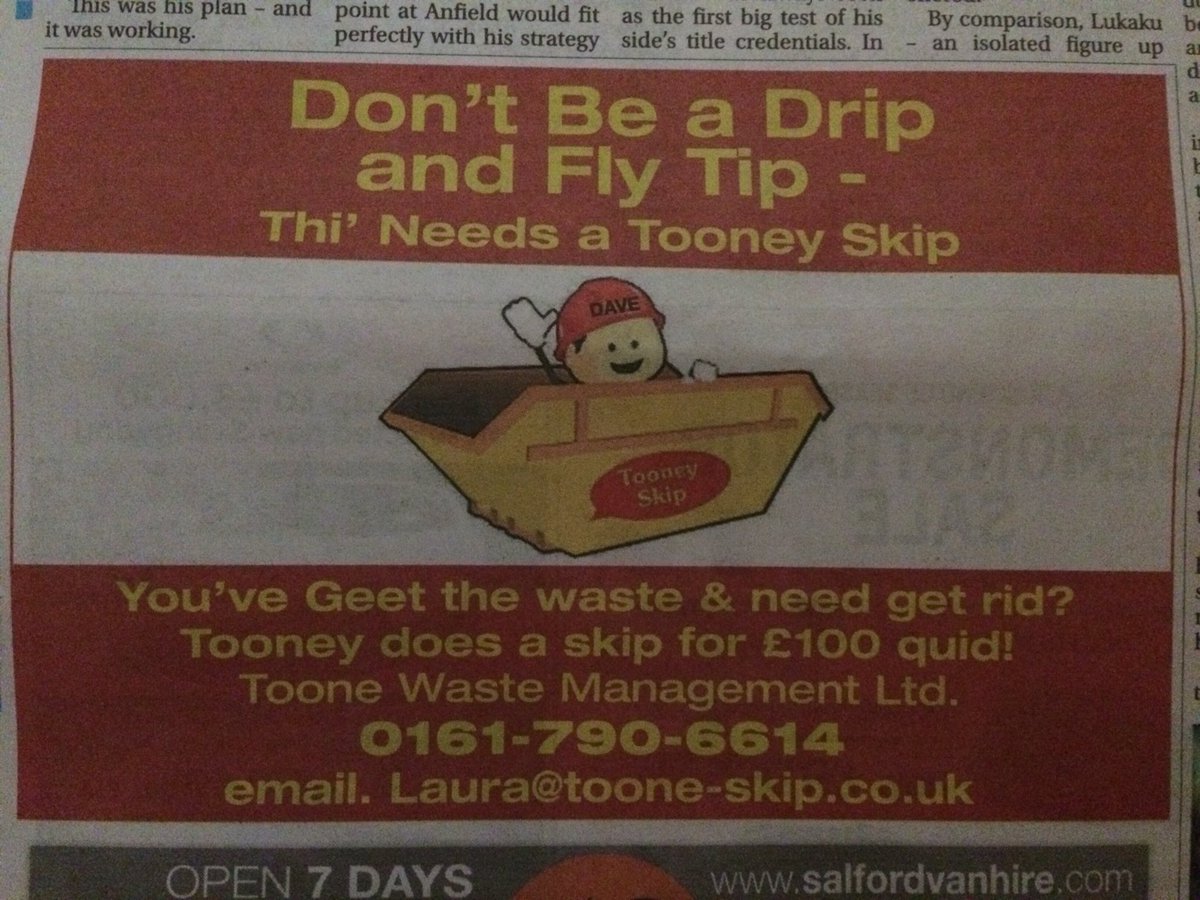 This was his plan – and
it was working.
point at Anfield would fit
perfectly with his strategy
as the first big test of his
side's title credentials. In
By comparison, Lukaku
– an isolated figure up
Don't Be a Drip
and Fly Tip -
Thi' Needs a Tooney Skip
DAVE
Tooney
Skip
You've Geet the waste & need get rid?
Tooney does a skip for £100 quid!
Toone Waste Management Ltd.
0161-790-6614
email. Laura@toone-skip.co.uk
OPEN 7 DAYS
www.salfordvanhire.com